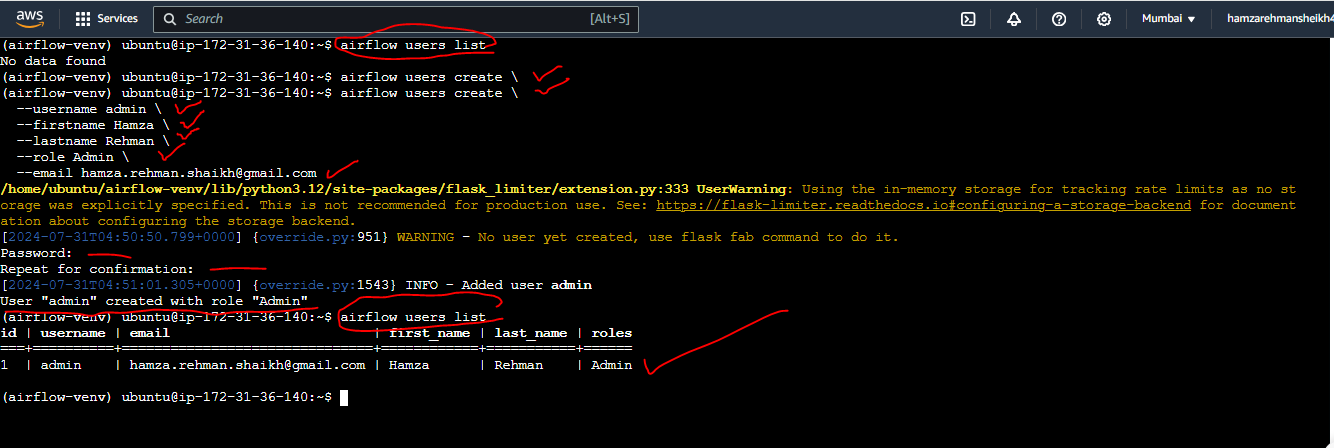 aws Services Search [Alt+S] Mumbai hamzarehmansheikh4
(airflow-venv) ubuntu@ip-172-31-36-140:~$ airflow users list
No data found
(airflow-venv) ubuntu@ip-172-31-36-140:~$ airflow users create \
(airflow-venv) ubuntu@ip-172-31-36-140:~$ airflow users create \
--username admin \
--firstname Hamza \
--lastname Rehman \
--role Admin \
--email hamza.rehman.shaikh@gmail.com
/home/ubuntu/airflow-venv/lib/python3.12/site-packages/flask_limiter/extension.py:333 UserWarning: Using the in-memory storage for tracking rate limits as no st
orage was explicitly specified. This is not recommended for production use. See: https://flask-limiter.readthedocs.io#configuring-a-storage-backend for document
ation about configuring the storage backend.
[2024-07-31T04:50:50.799+0000] {override.py:951} WARNING - No user yet created, use flask fab command to do it.
Password:
Repeat for confirmation:
[2024-07-31T04:51:01.305+0000] {override.py:1543} INFO - Added user admin
User "admin" created with role "Admin"
(airflow-venv) ubuntu@ip-172-31-36-140:~$ airflow users list
id | username | email | first_name | last_name | roles
===+==========+===============================+============+===========+======
1 | admin | hamza.rehman.shaikh@gmail.com | Hamza | Rehman | Admin
(airflow-venv) ubuntu@ip-172-31-36-140:~$